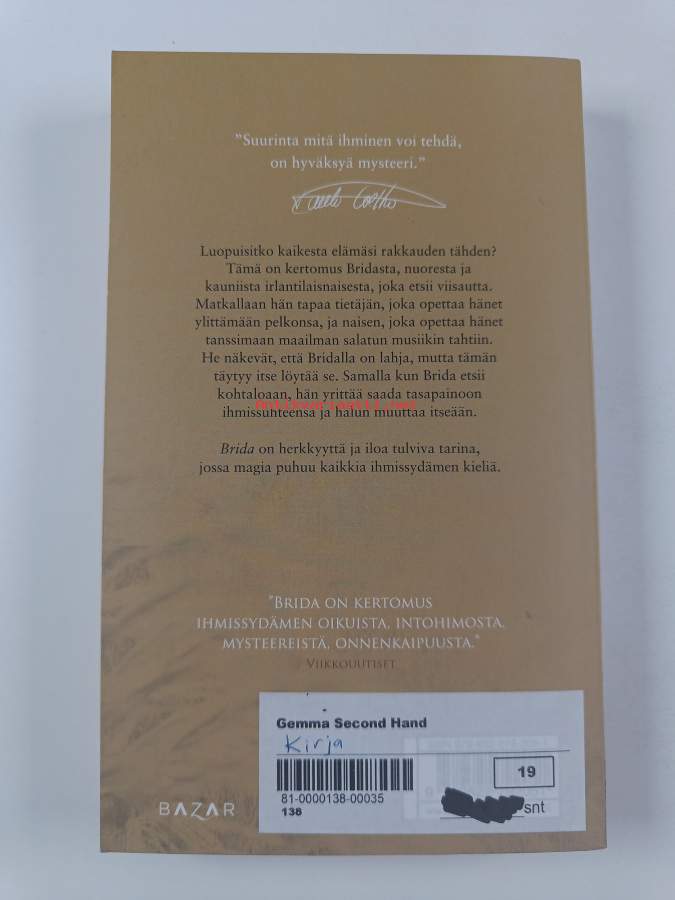 "Suurinta mitä ihminen voi tehdä,
on hyväksyä mysteeri."
Luopuisitko kaikesta elämäsi rakkauden tähden?
Tämä on kertomus Bridasta, nuoresta ja
kauniista irlantilaisnaisesta, joka etsii viisautta.
Matkallaan hän tapaa tietäjän, joka opettaa hänet
ylittämään pelkonsa, ja naisen, joka opettaa hänet
tanssimaan maailman salatun musiikin tahtiin.
He näkevät, että Bridalla on lahja, mutta tämän
täytyy itse löytää se. Samalla kun Brida etsii
kohtaloaan, hän yrittää saada tasapainoon
ihmissuhteensa ja halun muuttaa itseään.
Brida on herkkyyttä ja iloa tulviva tarina,
jossa magia puhuu kaikkia ihmissydämen kieliä.
"BRIDA ON KERTOMUS
IHMISSYDÄMEN OIKUISTA, INTOHIMOSTA,
MYSTEEREISTÄ, ONNENKAIPUUSTA."
VIIKKOUUTISET
Gemma Second Hand
Kirja
19
81-0000138-00035
138
snt
BAZAR